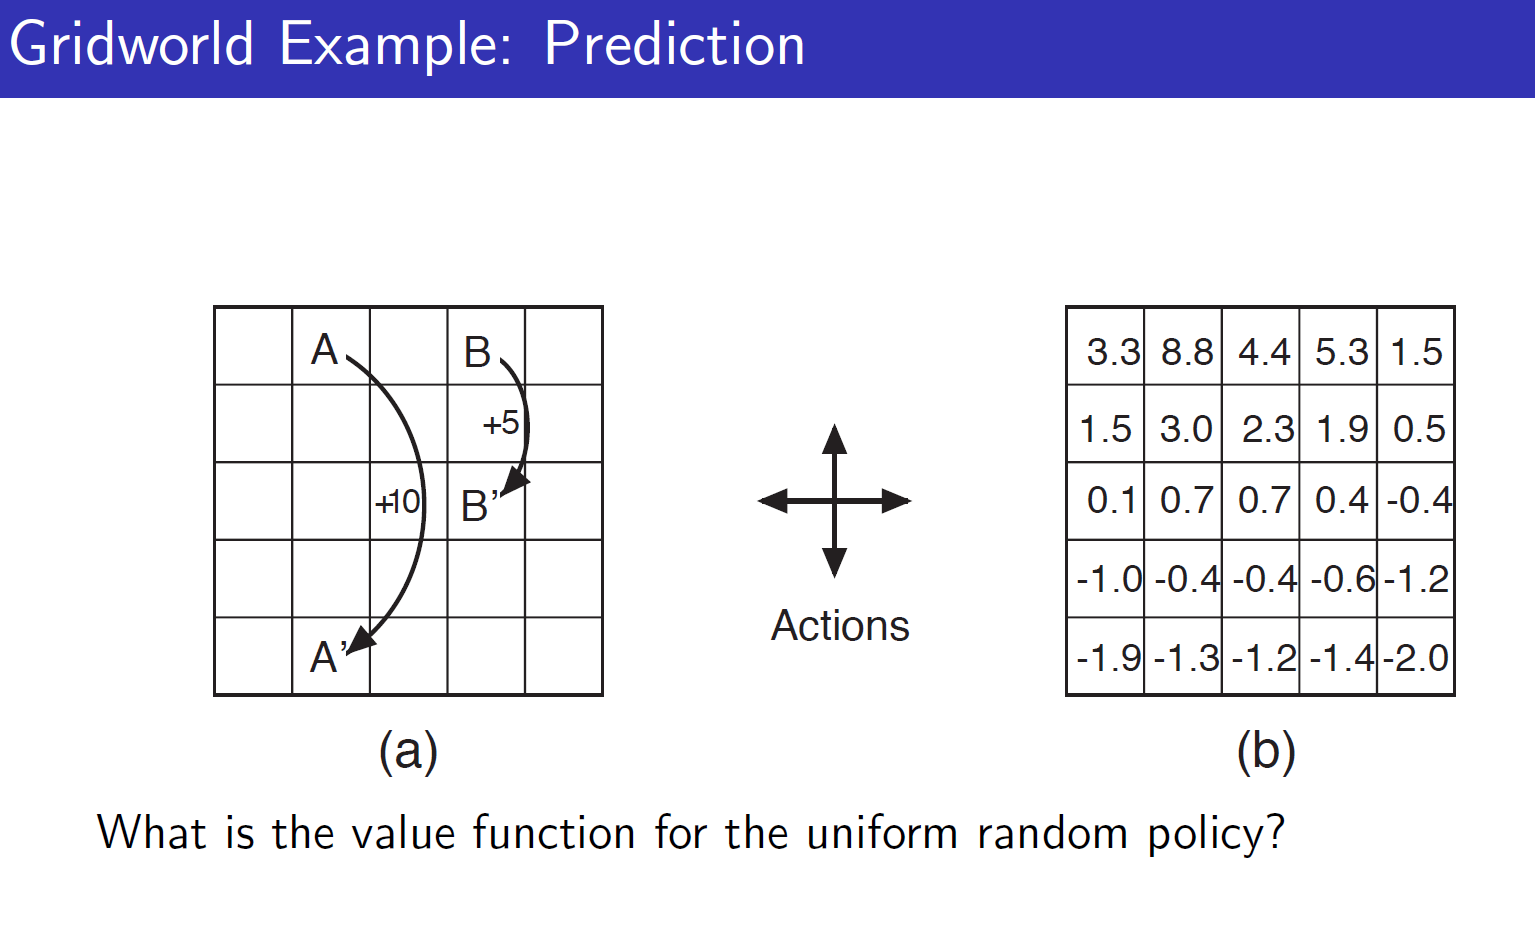 Gridworld Example: Prediction
A B
+5
+10 B’
A’
(a)
Actions
3.3 8.8 4.4 5.3 1.5
1.5 3.0 2.3 1.9 0.5
0.1 0.7 0.7 0.4 -0.4
-1.0 -0.4 -0.4 -0.6 -1.2
-1.9 -1.3 -1.2 -1.4 -2.0
(b)
What is the value function for the uniform random policy?